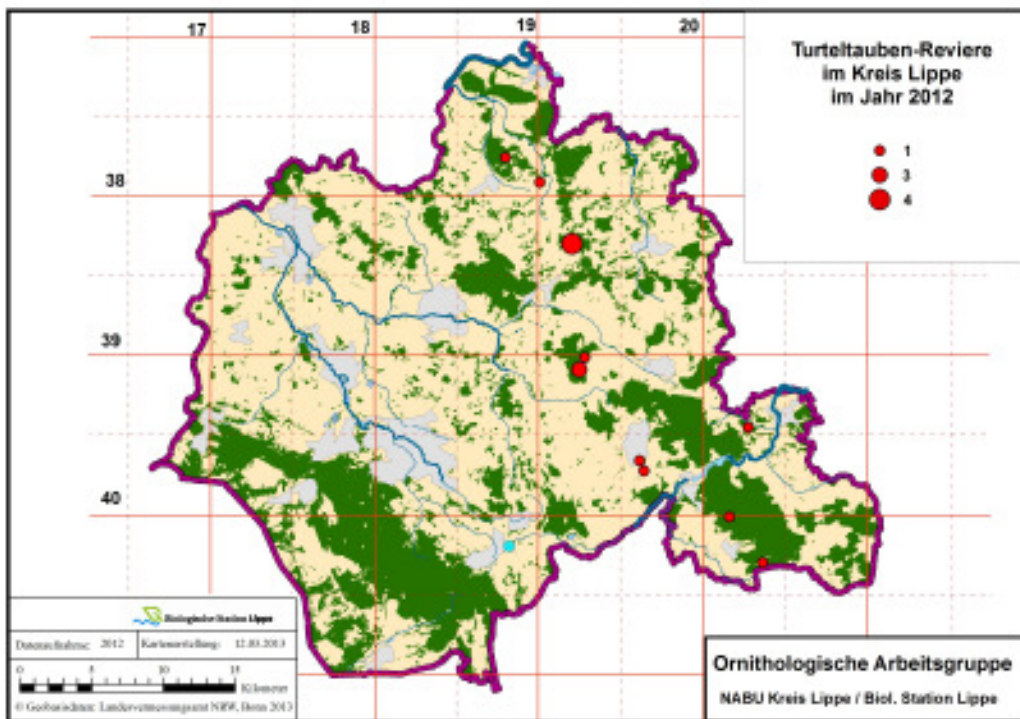 17 18 19 20
Turteltauben-Reviere
im Kreis Lippe
im Jahr 2012
1
3
4
38
39
40
Biologische Station Lippe
Datenaufnahme: 2012 Kartenerstellung: 12.03.2013
0 5 10 15
Kilometer
© Geobasisdaten: Landesvermessungsamt NRW, Bonn 2013
Ornithologische Arbeitsgruppe
NABU Kreis Lippe / Biol. Station Lippe